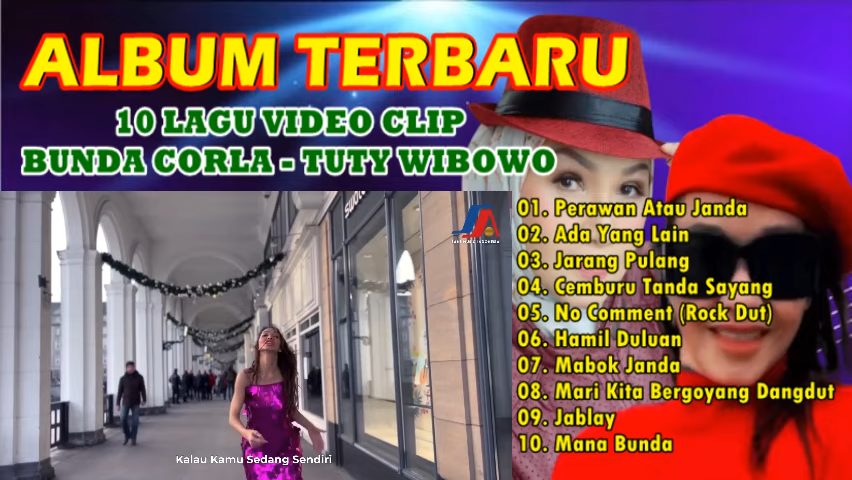 ALBUM TERBARU
10 LAGU VIDEO CLIP
BUNDA CORLA - TUTY WIBOWO
01. Perawan Atau Janda
02. Ada Yang Lain
03. Jarang Pulang
04. Cemburu Tanda Sayang
05. No Comment (Rock Dut)
06. Hamil Duluan
07. Mabok Janda
08. Mari Kita Bergoyang Dangdut
09. Jablay
10. Mana Bunda
Kalau Kamu Sedang Sendiri